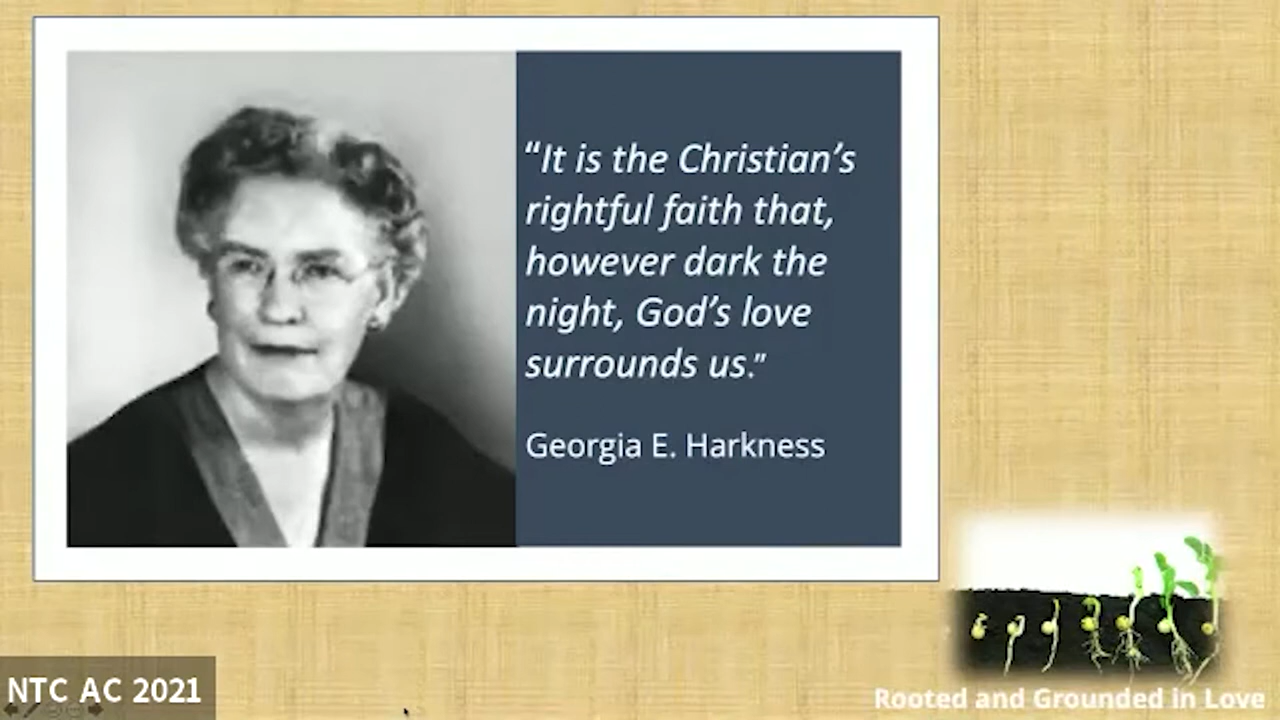 “It is the Christian’s
rightful faith that,
however dark the
night, God’s love
surrounds us.”
Georgia E. Harkness
NTC AC 2021
Rooted and Grounded in Love